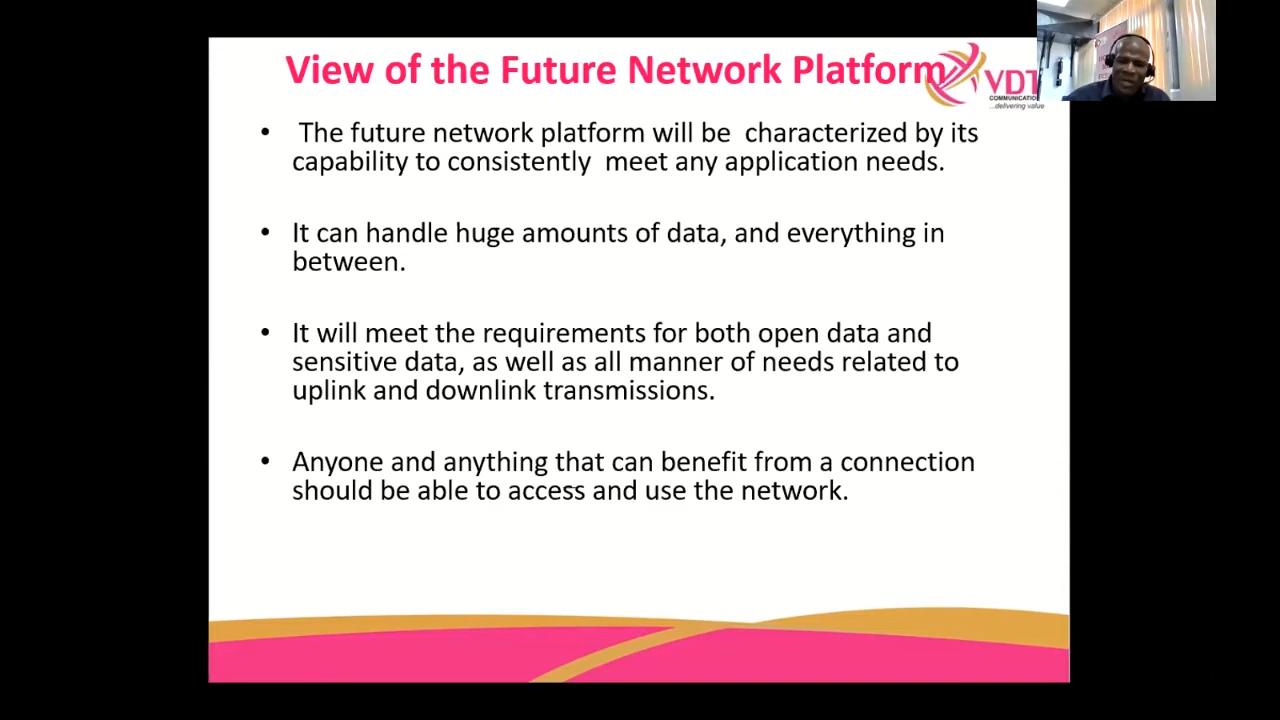 View of the Future Network Platform
VDT
COMMUNICATIO
...delivering value
• The future network platform will be characterized by its
capability to consistently meet any application needs.
• It can handle huge amounts of data, and everything in
between.
• It will meet the requirements for both open data and
sensitive data, as well as all manner of needs related to
uplink and downlink transmissions.
• Anyone and anything that can benefit from a connection
should be able to access and use the network.